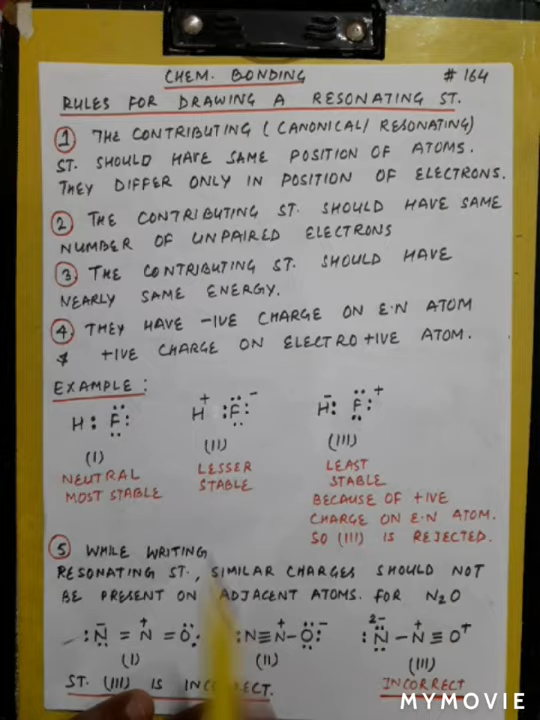 CHEM. BONDING #164
RULES FOR DRAWING A RESONATING ST.
① THE CONTRIBUTING (CANONICAL/RESONATING)
ST. SHOULD HAVE SAME POSITION OF ATOMS.
THEY DIFFER ONLY IN POSITION OF ELECTRONS.
② THE CONTRIBUTING ST. SHOULD HAVE SAME
NUMBER OF UNPAIRED ELECTRONS
③ THE CONTRIBUTING ST. SHOULD HAVE
NEARLY SAME ENERGY.
④ THEY HAVE -IVE CHARGE ON E.N ATOM
& +IVE CHARGE ON ELECTRO +IVE ATOM.
EXAMPLE:
H : F̈: H⁺ :F̈:⁻ H:⁻ F̈:⁺
(I) (II) (III)
NEUTRAL LESSER LEAST
MOST STABLE STABLE STABLE
BECAUSE OF +IVE
CHARGE ON E.N ATOM.
SO (III) IS REJECTED.
⑤ WHILE WRITING
RESONATING ST., SIMILAR CHARGES SHOULD NOT
BE PRESENT ON ADJACENT ATOMS. FOR N₂O
:N̈⁻ = N⁺ = Ö: :N≡N⁺-Ö:⁻ :N̈²⁻ - N⁺ ≡ O⁺
(I) (II) (III)
ST. (III) IS INCORRECT. INCORRECT
MYMOVIE